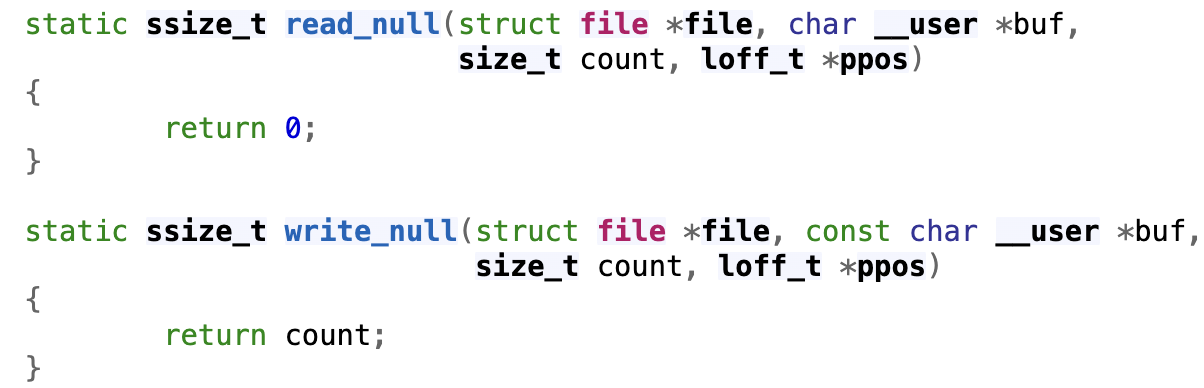 static ssize_t read_null(struct file *file, char __user *buf,
                         size_t count, loff_t *ppos)
{
        return 0;
}

static ssize_t write_null(struct file *file, const char __user *buf,
                          size_t count, loff_t *ppos)
{
        return count;
}